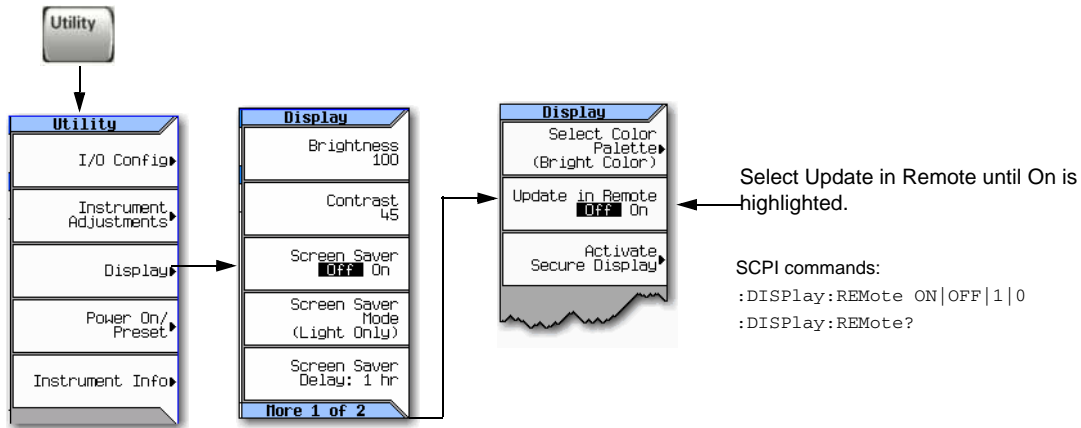 Utility
Utility
I/O Config
Instrument
Adjustments
Display
Power On/
Preset
Instrument Info
Display
Brightness
100
Contrast
45
Screen Saver
Off On
Screen Saver
Mode
(Light Only)
Screen Saver
Delay: 1 hr
More 1 of 2
Display
Select Color
Palette
(Bright Color)
Update in Remote
Off On
Activate
Secure Display
Select Update in Remote until On is
highlighted.
SCPI commands:
:DISPlay:REMote ON|OFF|1|0
:DISPlay:REMote?